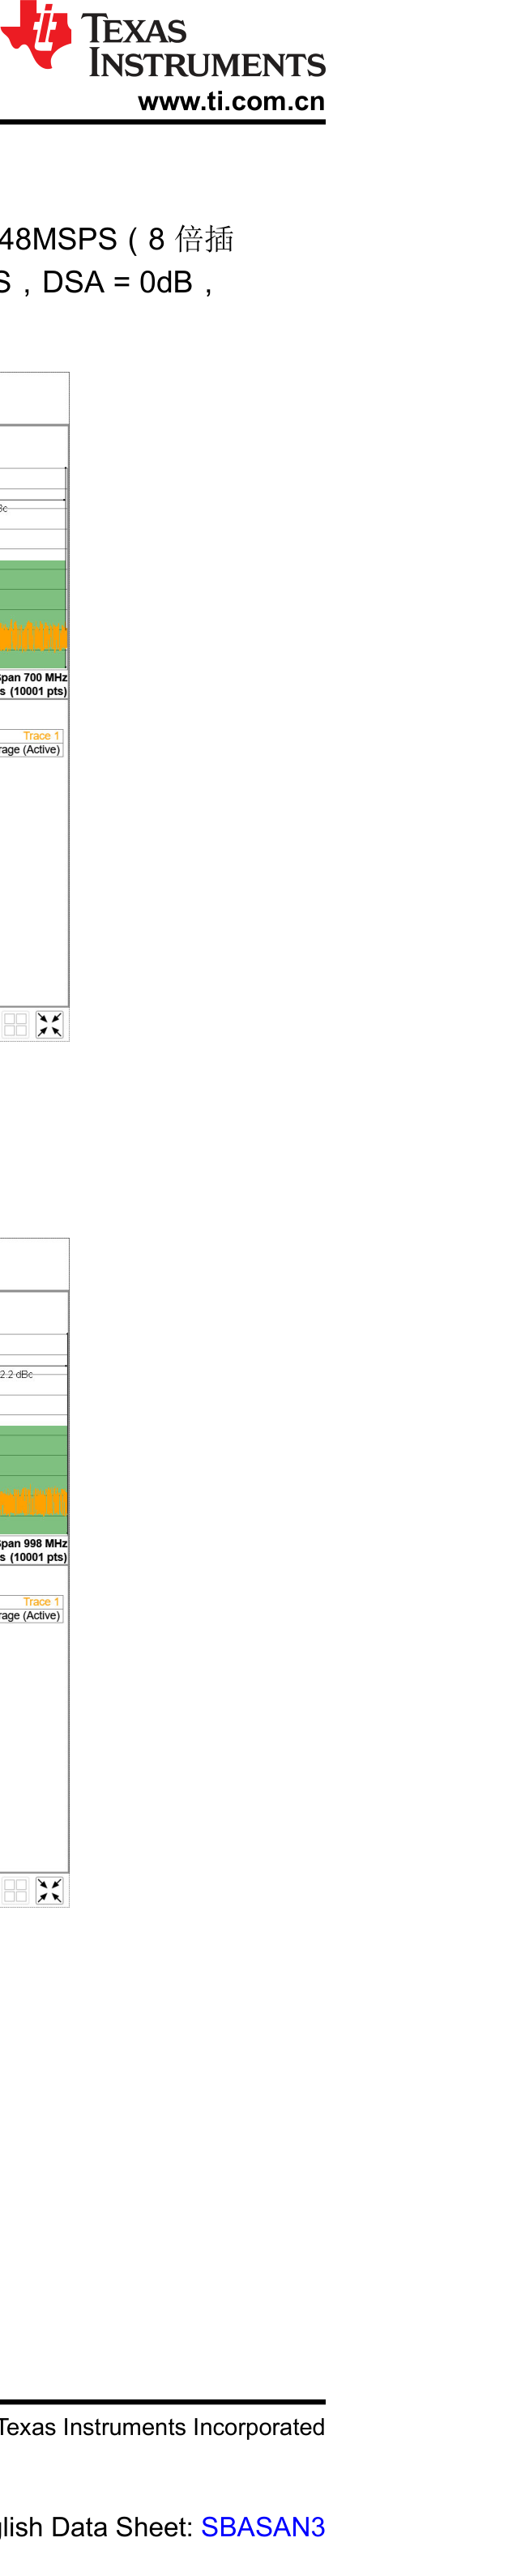 TEXAS
INSTRUMENTS
www.ti.com.cn
48MSPS ( 8 倍插
S , DSA = 0dB ,
Bc
Span 700 MHz
s (10001 pts)
Trace 1
rage (Active)
2.2 dBc
Span 998 MHz
s (10001 pts)
Trace 1
rage (Active)
Texas Instruments Incorporated
glish Data Sheet: SBASAN3